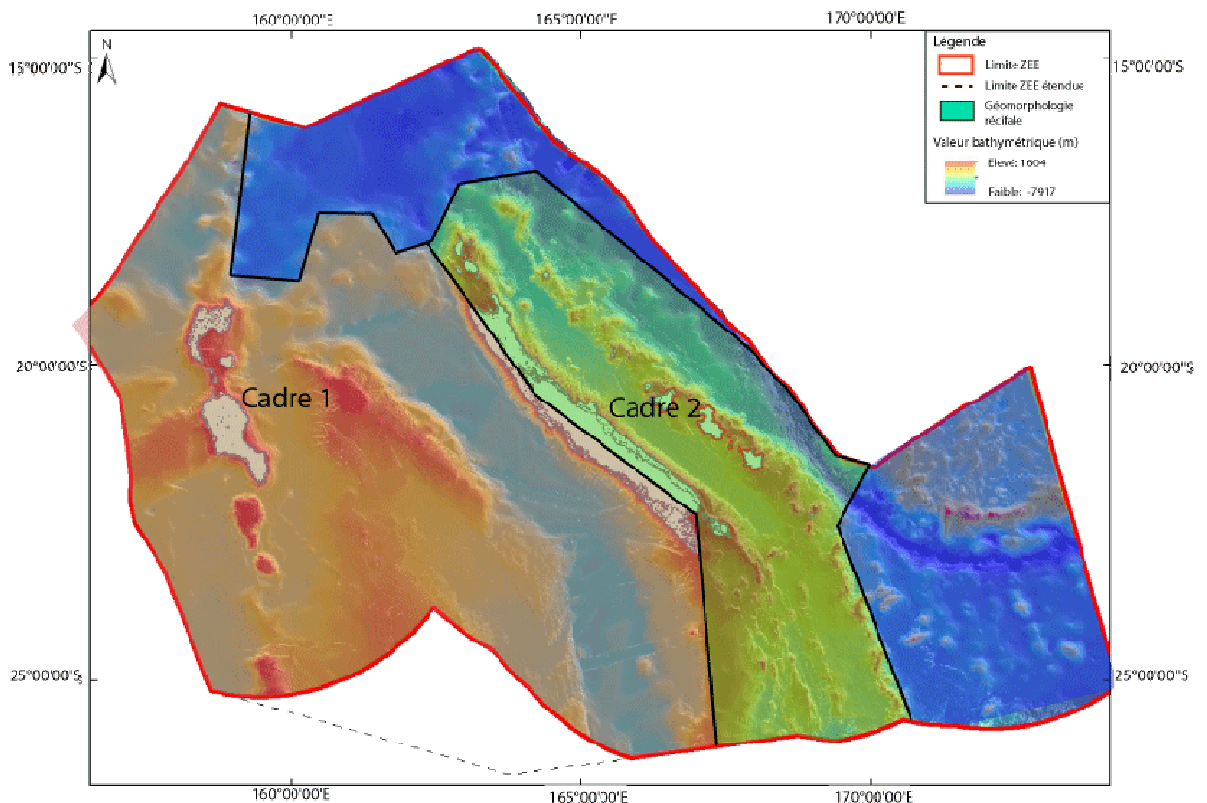 160°00'00"E
165°00'00"E
170°00'00"E
N
15°00'00"S
15°00'00"S
Légende
Limite ZEE
Limite ZEE étendue
Géomorphologie
récifale
Valeur bathymétrique (m)
Elevé: 1604
Faible: -7917
20°00'00"S
20°00'00"S
Cadre 1
Cadre 2
25°00'00"S
25°00'00"S
160°00'00"E
165°00'00"E
170°00'00"E